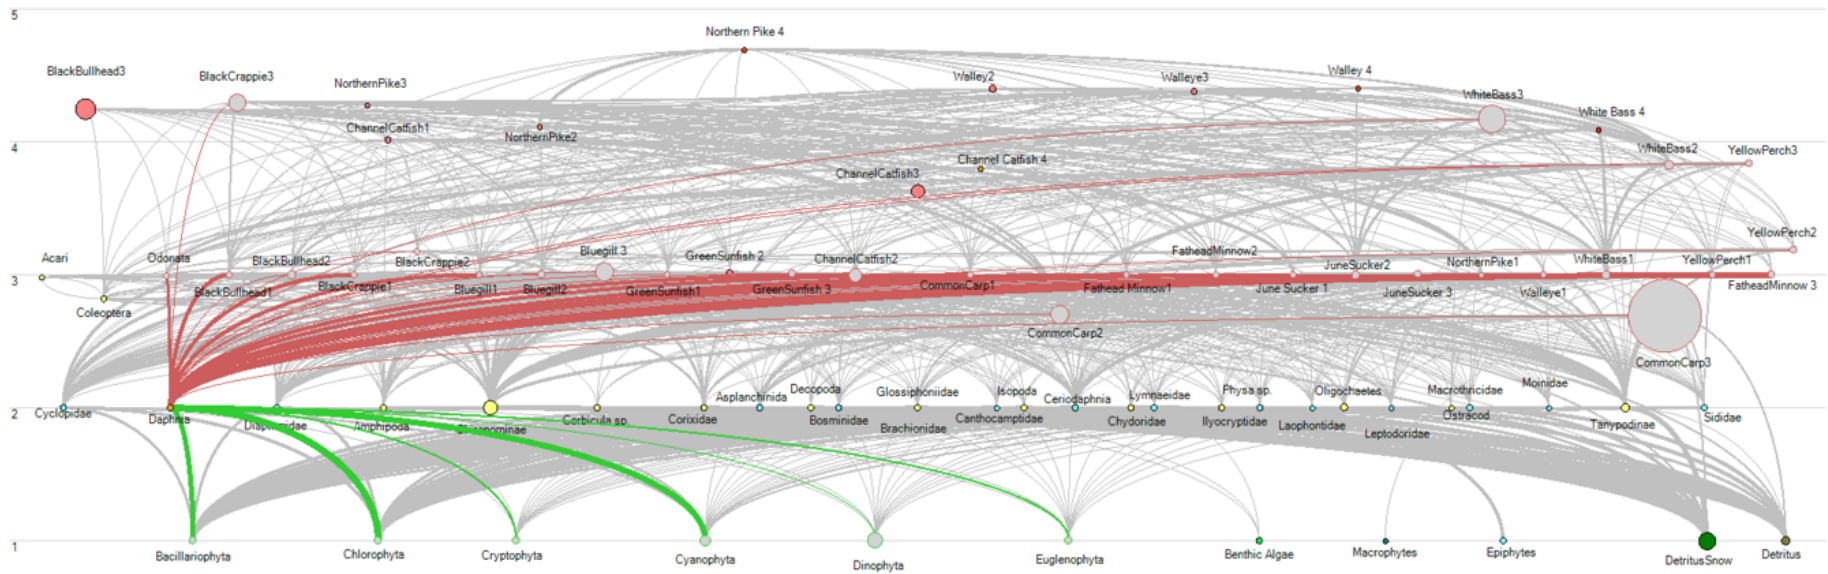 5
Northern Pike 4
BlackBullhead3
BlackCrappie3
NorthernPike3
Walley2
Walleye3
Walley 4
WhiteBass3
White Bass 4
ChannelCatfish1
NorthernPike2
4
Channel Catfish 4
WhiteBass2
YellowPerch3
ChannelCatfish3
YellowPerch2
Acari
Odonata
BlackBullhead2
BlackCrappie2
Bluegill 3
GreenSunfish 2
ChannelCatfish2
FatheadMinnow2
JuneSucker2
NorthernPike1
WhiteBass1
YellowPerch1
3
BlackBullhead1
BlackCrappie1
Bluegill1
Bluegill2
GreenSunfish1
GreenSunfish 3
CommonCarp1
Fathead Minnow1
June Sucker 1
JuneSucker 3
Walleye1
FatheadMinnow 3
Coleoptera
CommonCarp2
CommonCarp3
Asplanchinida
Decopoda
Glossiphoniidae
Isopoda
Ceriodaphnia
Lymnaeidae
Physa sp.
Oligochaetes
Macrothricidae
Moinidae
2
Cyclopidae
Daphnia
Amphipoda
Corbicula sp.
Corixidae
Bosminidae
Brachionidae
Canthocamptidae
Chydoridae
Ilyocryptidae
Laophontidae
Leptodoridae
Ostracod
Tanypodinae
Sididae
1
Bacillariophyta
Chlorophyta
Cryptophyta
Cyanophyta
Dinophyta
Euglenophyta
Benthic Algae
Macrophytes
Epiphytes
DetritusSnow
Detritus